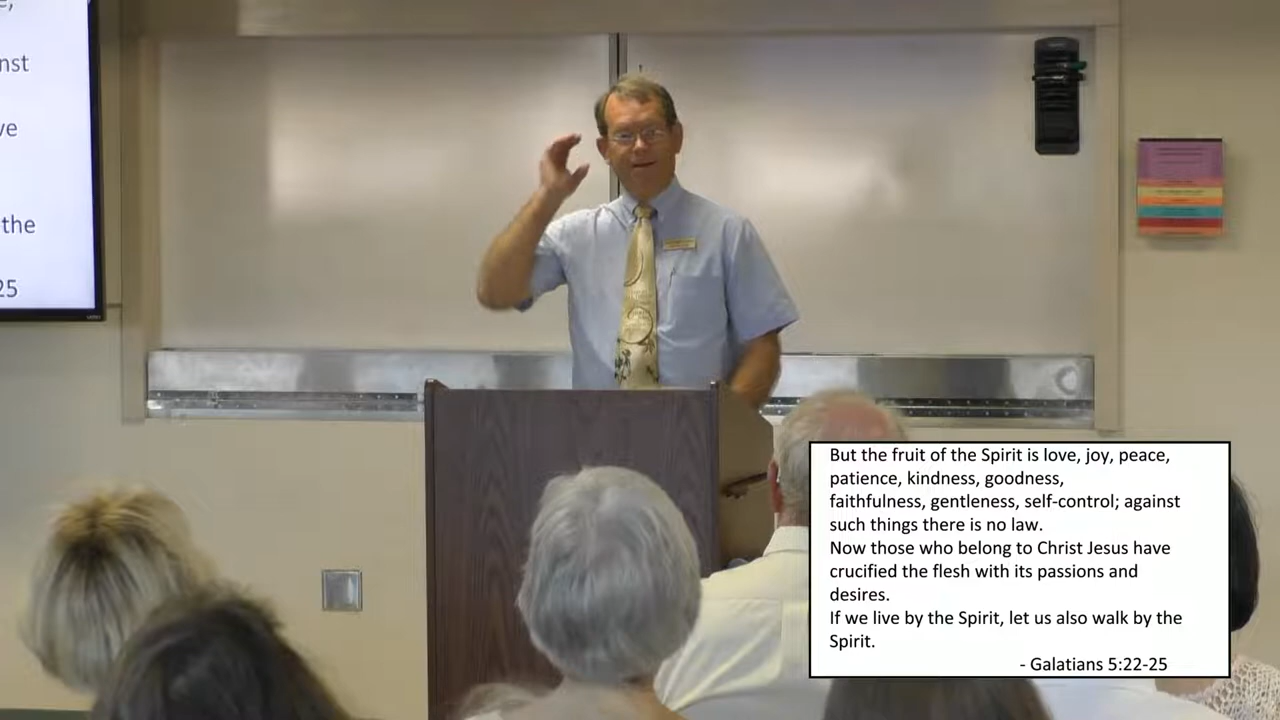 nst
ve
the
25
But the fruit of the Spirit is love, joy, peace,
patience, kindness, goodness,
faithfulness, gentleness, self-control; against
such things there is no law.
Now those who belong to Christ Jesus have
crucified the flesh with its passions and
desires.
If we live by the Spirit, let us also walk by the
Spirit.
- Galatians 5:22-25